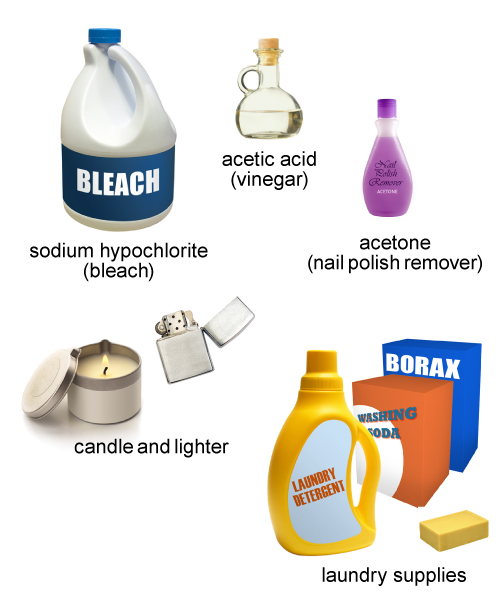 BLEACH
sodium hypochlorite
(bleach)
acetic acid
(vinegar)
Nail
Polish
Remover
ACETONE
acetone
(nail polish remover)
candle and lighter
BORAX
WASHING
SODA
LAUNDRY
DETERGENT
laundry supplies